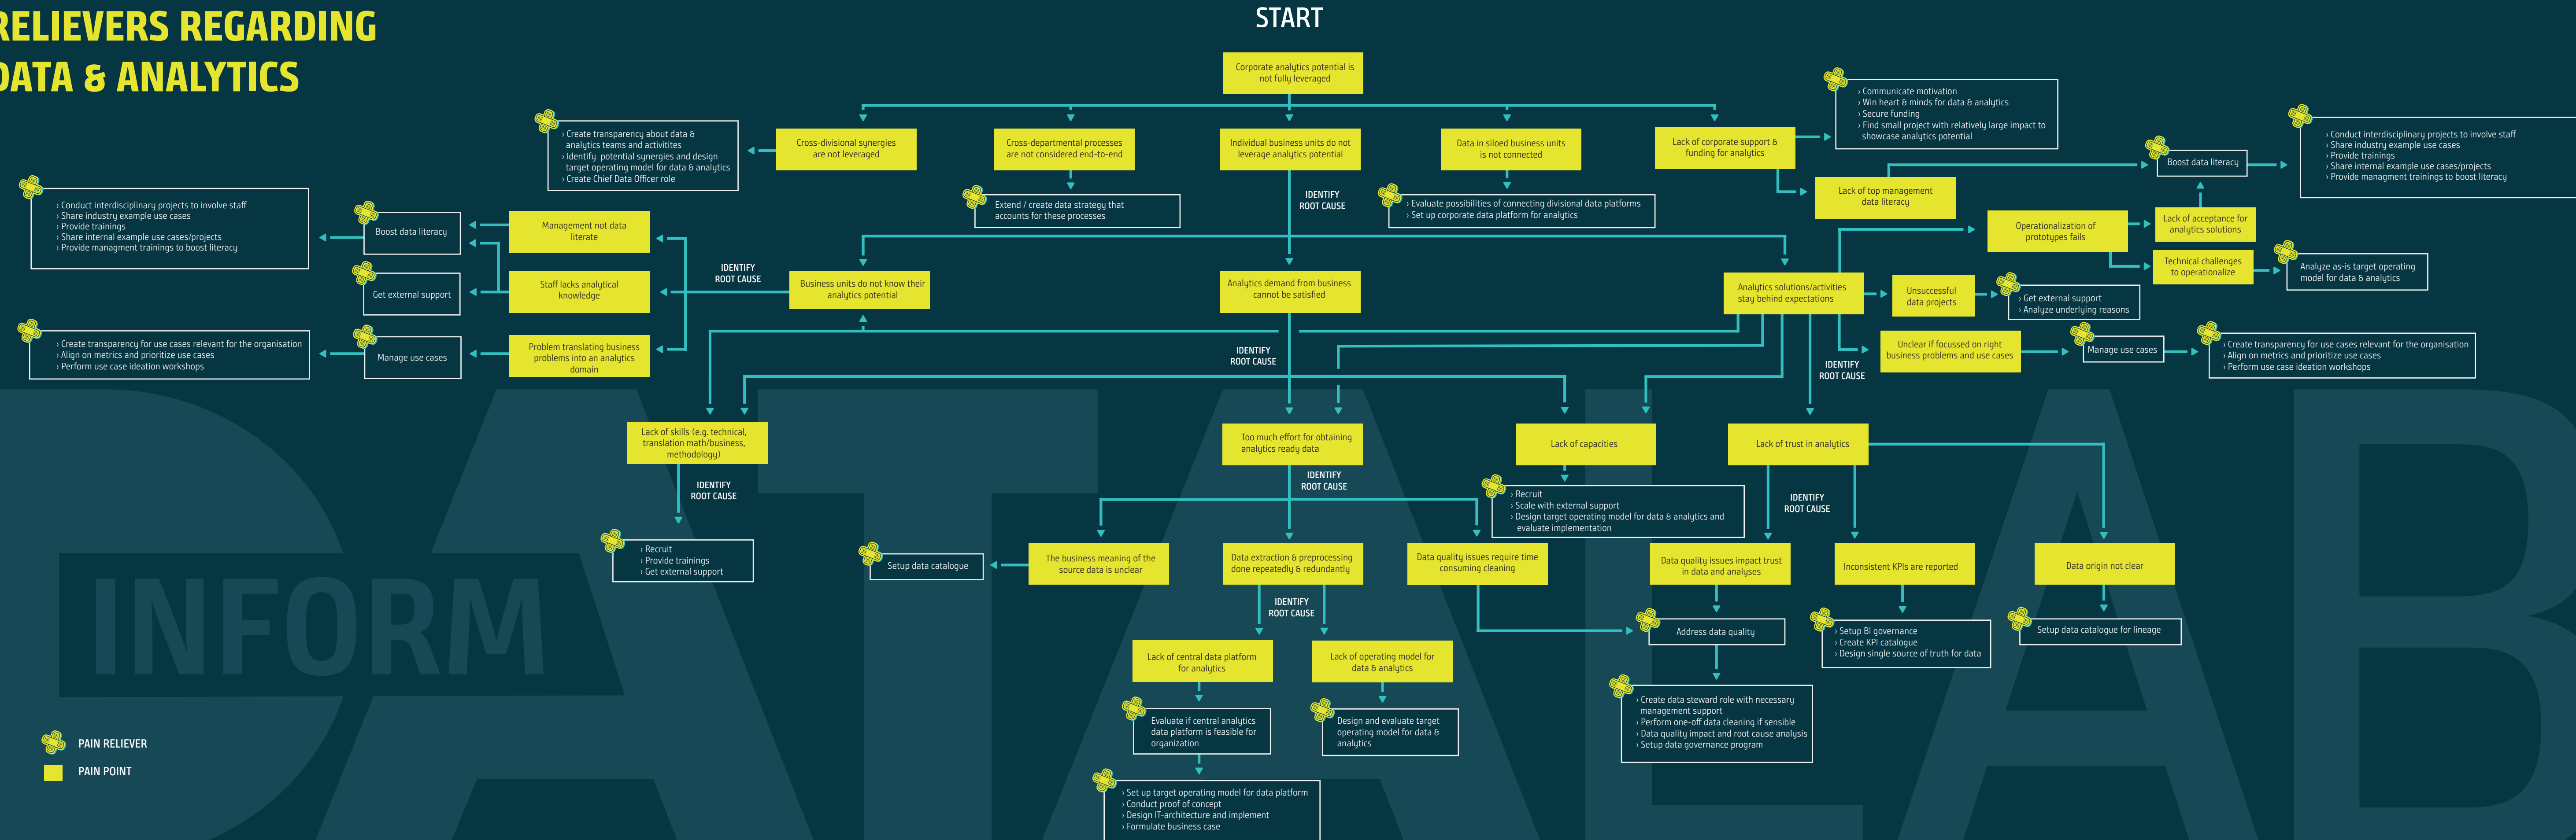 RELIEVERS REGARDING
DATA & ANALYTICS
START
Corporate analytics potential is
not fully leveraged
› Create transparency about data &
analytics teams and activitites
› Identify potential synergies and design
target operating model for data & analytics
› Create Chief Data Officer role
Cross-divisional synergies
are not leveraged
Cross-departmental processes
are not considered end-to-end
Individual business units do not
leverage analytics potential
Data in siloed business units
is not connected
Lack of corporate support &
funding for analytics
› Communicate motivation
› Win heart & minds for data & analytics
› Secure funding
› Find small project with relatively large impact to
showcase analytics potential
Extend / create data strategy that
accounts for these processes
IDENTIFY
ROOT CAUSE
› Evaluate possibilities of connecting divisional data platforms
› Set up corporate data platform for analytics
Lack of top management
data literacy
Boost data literacy
› Conduct interdisciplinary projects to involve staff
› Share industry example use cases
› Provide trainings
› Share internal example use cases/projects
› Provide managment trainings to boost literacy
› Conduct interdisciplinary projects to involve staff
› Share industry example use cases
› Provide trainings
› Share internal example use cases/projects
› Provide managment trainings to boost literacy
Boost data literacy
Management not data
literate
Operationalization of
prototypes fails
Lack of acceptance for
analytics solutions
Technical challenges
to operationalize
Analyze as-is target operating
model for data & analytics
Get external support
Staff lacks analytical
knowledge
IDENTIFY
ROOT CAUSE
Business units do not know their
analytics potential
Analytics demand from business
cannot be satisfied
Analytics solutions/activities
stay behind expectations
Unsuccessful
data projects
› Get external support
› Analyze underlying reasons
› Create transparency for use cases relevant for the organisation
› Align on metrics and prioritize use cases
› Perform use case ideation workshops
Manage use cases
Problem translating business
problems into an analytics
domain
IDENTIFY
ROOT CAUSE
IDENTIFY
ROOT CAUSE
Unclear if focussed on right
business problems and use cases
Manage use cases
› Create transparency for use cases relevant for the organisation
› Align on metrics and prioritize use cases
› Perform use case ideation workshops
Lack of skills (e.g. technical,
translation math/business,
methodology)
Too much effort for obtaining
analytics ready data
Lack of capacities
Lack of trust in analytics
IDENTIFY
ROOT CAUSE
IDENTIFY
ROOT CAUSE
› Recruit
› Scale with external support
› Design target operating model for data & analytics and
evaluate implementation
IDENTIFY
ROOT CAUSE
› Recruit
› Provide trainings
› Get external support
Setup data catalogue
The business meaning of the
source data is unclear
Data extraction & preprocessing
done repeatedly & redundantly
Data quality issues require time
consuming cleaning
Data quality issues impact trust
in data and analyses
Inconsistent KPIs are reported
Data origin not clear
IDENTIFY
ROOT CAUSE
Address data quality
› Setup BI governance
› Create KPI catalogue
› Design single source of truth for data
Setup data catalogue for lineage
Lack of central data platform
for analytics
Lack of operating model for
data & analytics
Evaluate if central analytics
data platform is feasible for
organization
Design and evaluate target
operating model for data &
analytics
› Create data steward role with necessary
management support
› Perform one-off data cleaning if sensible
› Data quality impact and root cause analysis
› Setup data governance program
› Set up target operating model for data platform
› Conduct proof of concept
› Design IT-architecture and implement
› Formulate business case
PAIN RELIEVER
PAIN POINT
INFORM
DATALAB